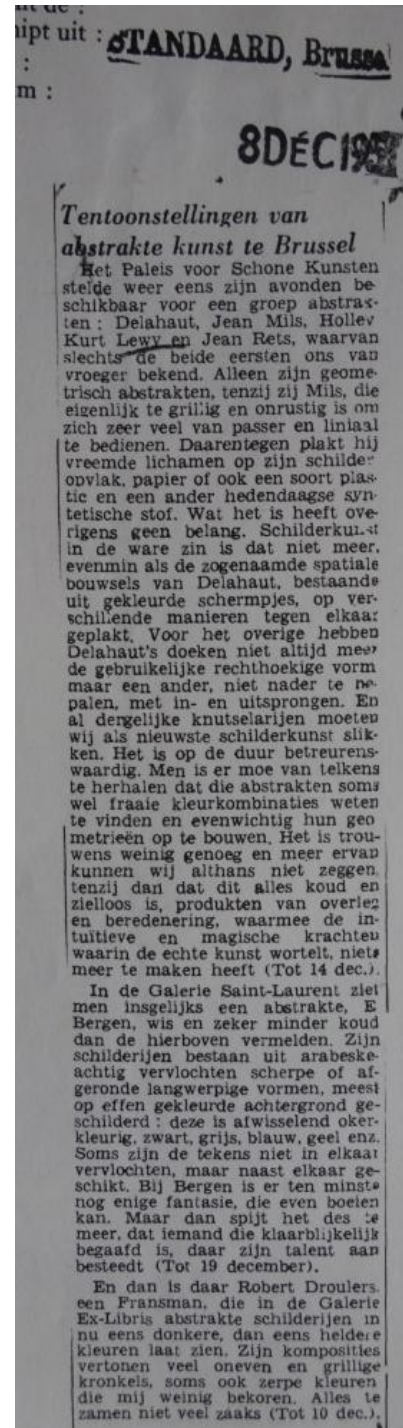 nipt uit : STANDAARD, Brussel
:
m :
8 DÉC 195
Tentoonstellingen van
abstrakte kunst te Brussel
Het Paleis voor Schone Kunsten
stelde weer eens zijn avonden be-
schikbaar voor een groep abstrak-
ten : Delahaut, Jean Mils, Holley
Kurt Lewy en Jean Rets, waarvan
slechts de beide eersten ons van
vroeger bekend. Alleen zijn geome-
trisch abstrakten, tenzij zij Mils, die
eigenlijk te grillig en onrustig is om
zich zeer veel van passer en liniaal
te bedienen. Daarentegen plakt hij
vreemde lichamen op zijn schilder
opvlak, papier of ook een soort plas-
tic en een ander hedendaagse syn-
tetische stof. Wat het is heeft ove-
rigens geen belang. Schilderkunst
in de ware zin is dat niet meer,
evenmin als de zogenaamde spatiale
bouwsels van Delahaut, bestaande
uit gekleurde schermpjes, op ver-
schillende manieren tegen elkaar
geplakt. Voor het overige hebben
Delahaut's doeken niet altijd meer
de gebruikelijke rechthoekige vorm
maar een ander, niet nader te be-
palen, met in- en uitsprongen. En
al dergelijke knutselarijen moeten
wij als nieuwste schilderkunst slik-
ken. Het is op de duur betreurens-
waardig. Men is er moe van telkens
te herhalen dat die abstrakten soms
wel fraaie kleurkombinaties weten
te vinden en evenwichtig hun geo
metrieën op te bouwen. Het is trou-
wens weinig genoeg en meer ervan
kunnen wij althans niet zeggen,
tenzij dan dat dit alles koud en
zielloos is, produkten van overleg
en beredenering, waarmee de in-
tuïtieve en magische krachten
waarin de echte kunst wortelt, niets
meer te maken heeft (Tot 14 dec.).
In de Galerie Saint-Laurent ziet
men insgelijks een abstrakte, E
Bergen, wis en zeker minder koud
dan de hierboven vermelden. Zijn
schilderijen bestaan uit arabeske-
achtig vervlochten scherpe of af-
geronde langwerpige vormen, meest
op effen gekleurde achtergrond ge-
schilderd : deze is afwisselend oker-
kleurig, zwart, grijs, blauw, geel enz.
Soms zijn de tekens niet in elkaar
vervlochten, maar naast elkaar ge-
schikt. Bij Bergen is er ten minste
nog enige fantasie, die even boeien
kan. Maar dan spijt het des te
meer, dat iemand die klaarblijkelijk
begaafd is, daar zijn talent aan
besteedt (Tot 19 december).
En dan is daar Robert Droulers,
een Fransman, die in de Galerie
Ex-Libris abstrakte schilderijen in
nu eens donkere, dan eens heldere
kleuren laat zien. Zijn komposities
vertonen veel oneven en grillige
kronkels, soms ook zerpe kleuren
die mij weinig bekoren. Alles te
zamen niet veel zaaks (Tot 10 dec.).